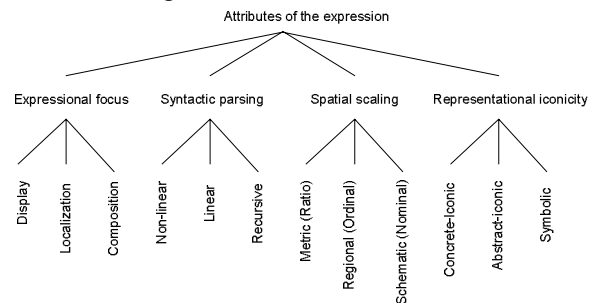 Attributes of the expression
Expressional focus
Syntactic parsing
Spatial scaling
Representational iconicity
Display
Localization
Composition
Non-linear
Linear
Recursive
Metric (Ratio)
Regional (Ordinal)
Schematic (Nominal)
Concrete-Iconic
Abstract-iconic
Symbolic